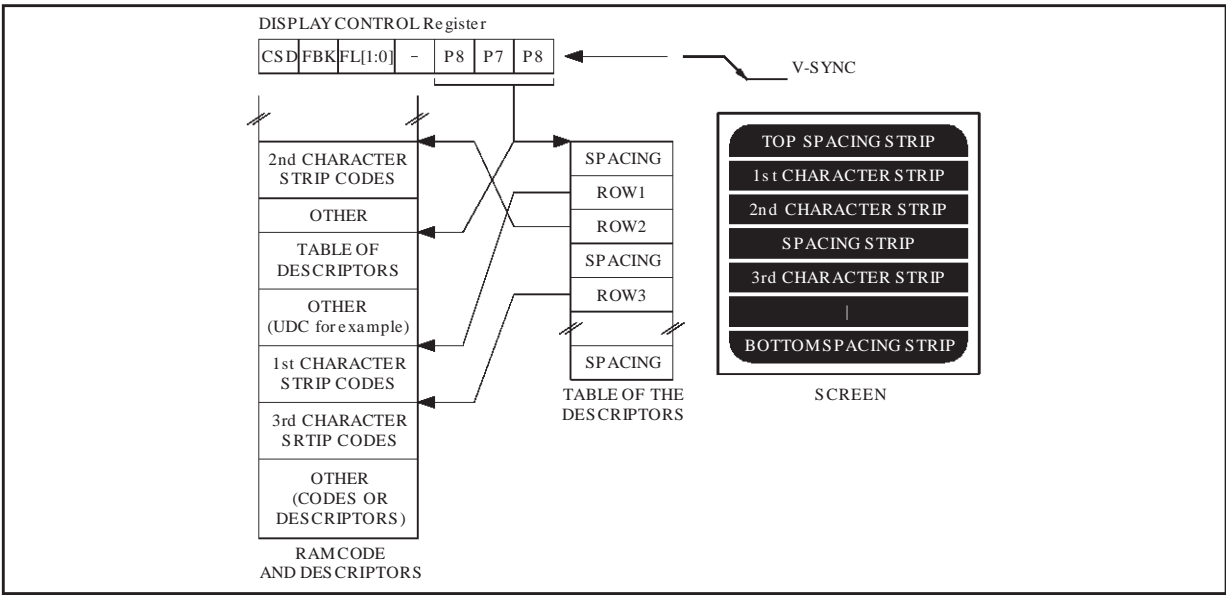 DISPLAY CONTROL Register
CSD FBK FL[1:0] - P8 P7 P8
V-SYNC
2nd CHARACTER
STRIP CODES
OTHER
TABLE OF
DESCRIPTORS
OTHER
(UDC for example)
1st CHARACTER
STRIP CODES
3rd CHARACTER
SRTIP CODES
OTHER
(CODES OR
DESCRIPTORS)
RAM CODE
AND DESCRIPTORS
SPACING
ROW1
ROW2
SPACING
ROW3
SPACING
TABLE OF THE
DESCRIPTORS
TOP SPACING STRIP
1st CHARACTER STRIP
2nd CHARACTER STRIP
SPACING STRIP
3rd CHARACTER STRIP
|
BOTTOM SPACING STRIP
SCREEN